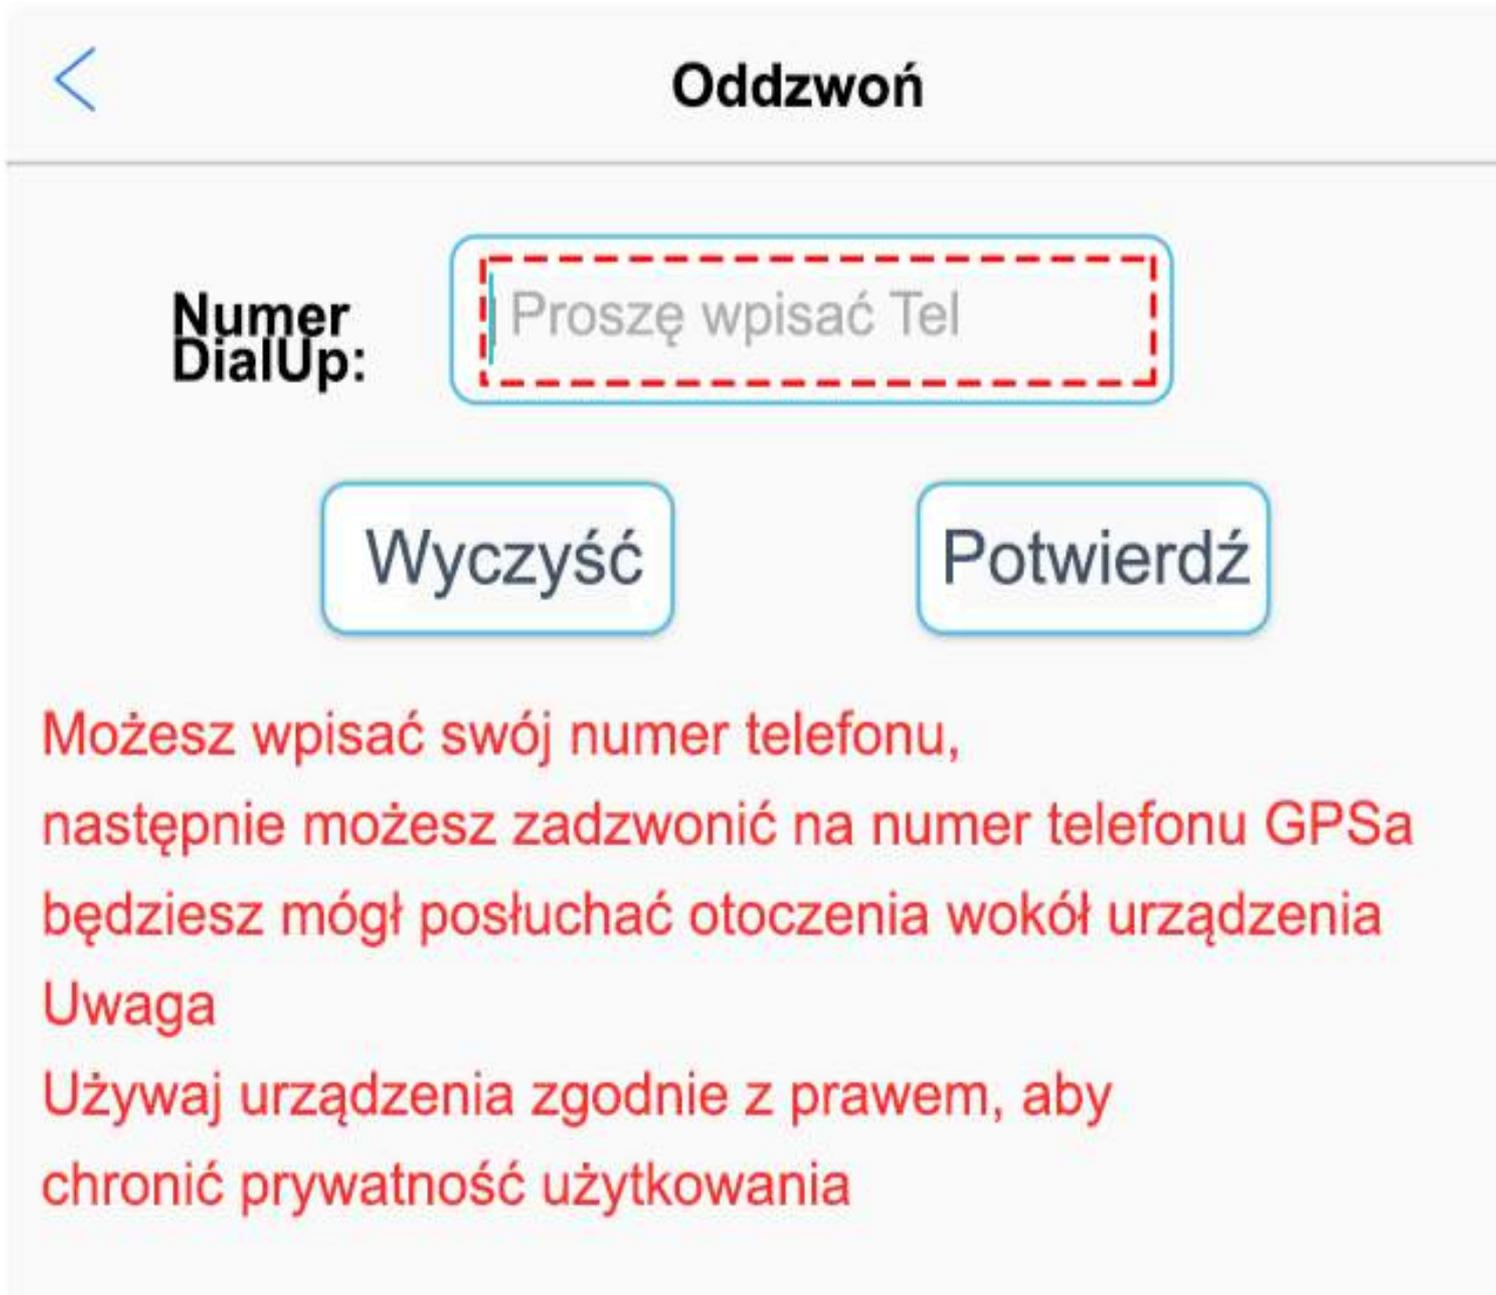 Oddzwoń
Numer
DialUp:
Proszę wpisać Tel
Wyczyść
Potwierdź
Możesz wpisać swój numer telefonu,
następnie możesz zadzwonić na numer telefonu GPSa
będziesz mógł posłuchać otoczenia wokół urządzenia
Uwaga
Używaj urządzenia zgodnie z prawem, aby
chronić prywatność użytkowania